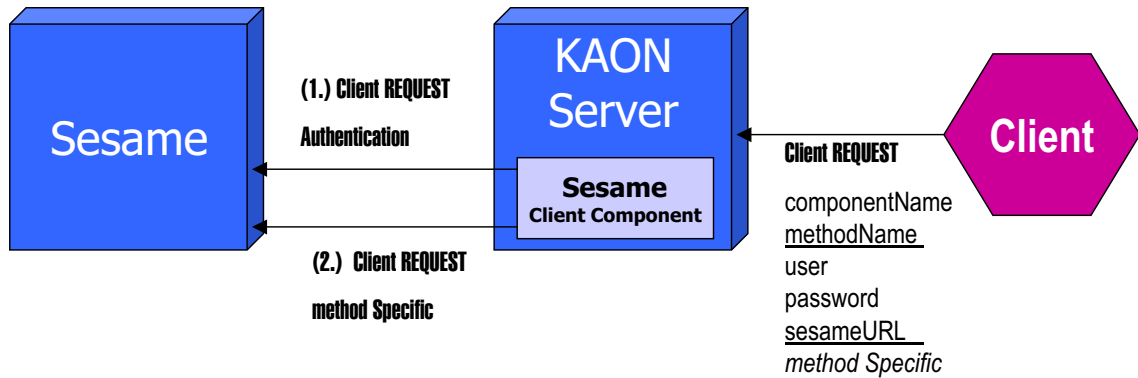 Sesame
(1.) Client REQUEST
Authentication
(2.) Client REQUEST
method Specific
KAON
Server
Sesame
Client Component
Client REQUEST
componentName
methodName
user
password
sesameURL
method Specific
Client